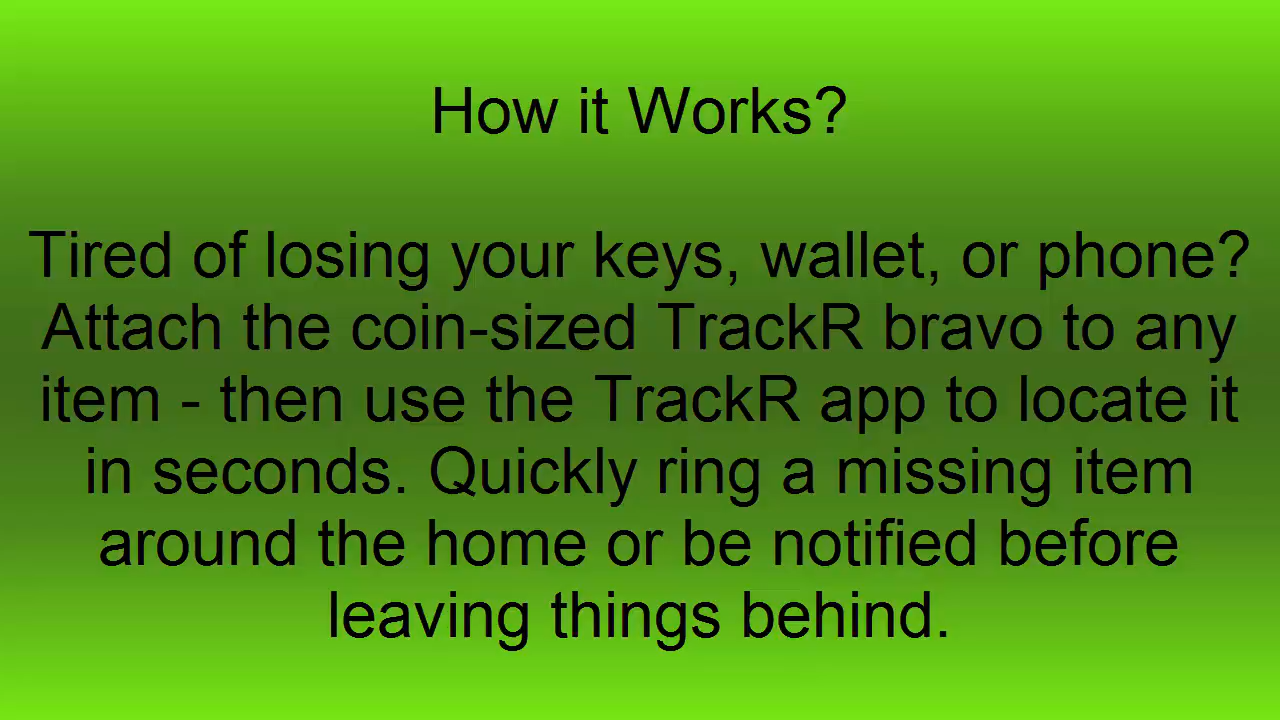 How it Works?
Tired of losing your keys, wallet, or phone?
Attach the coin-sized TrackR bravo to any
item - then use the TrackR app to locate it
in seconds. Quickly ring a missing item
around the home or be notified before
leaving things behind.